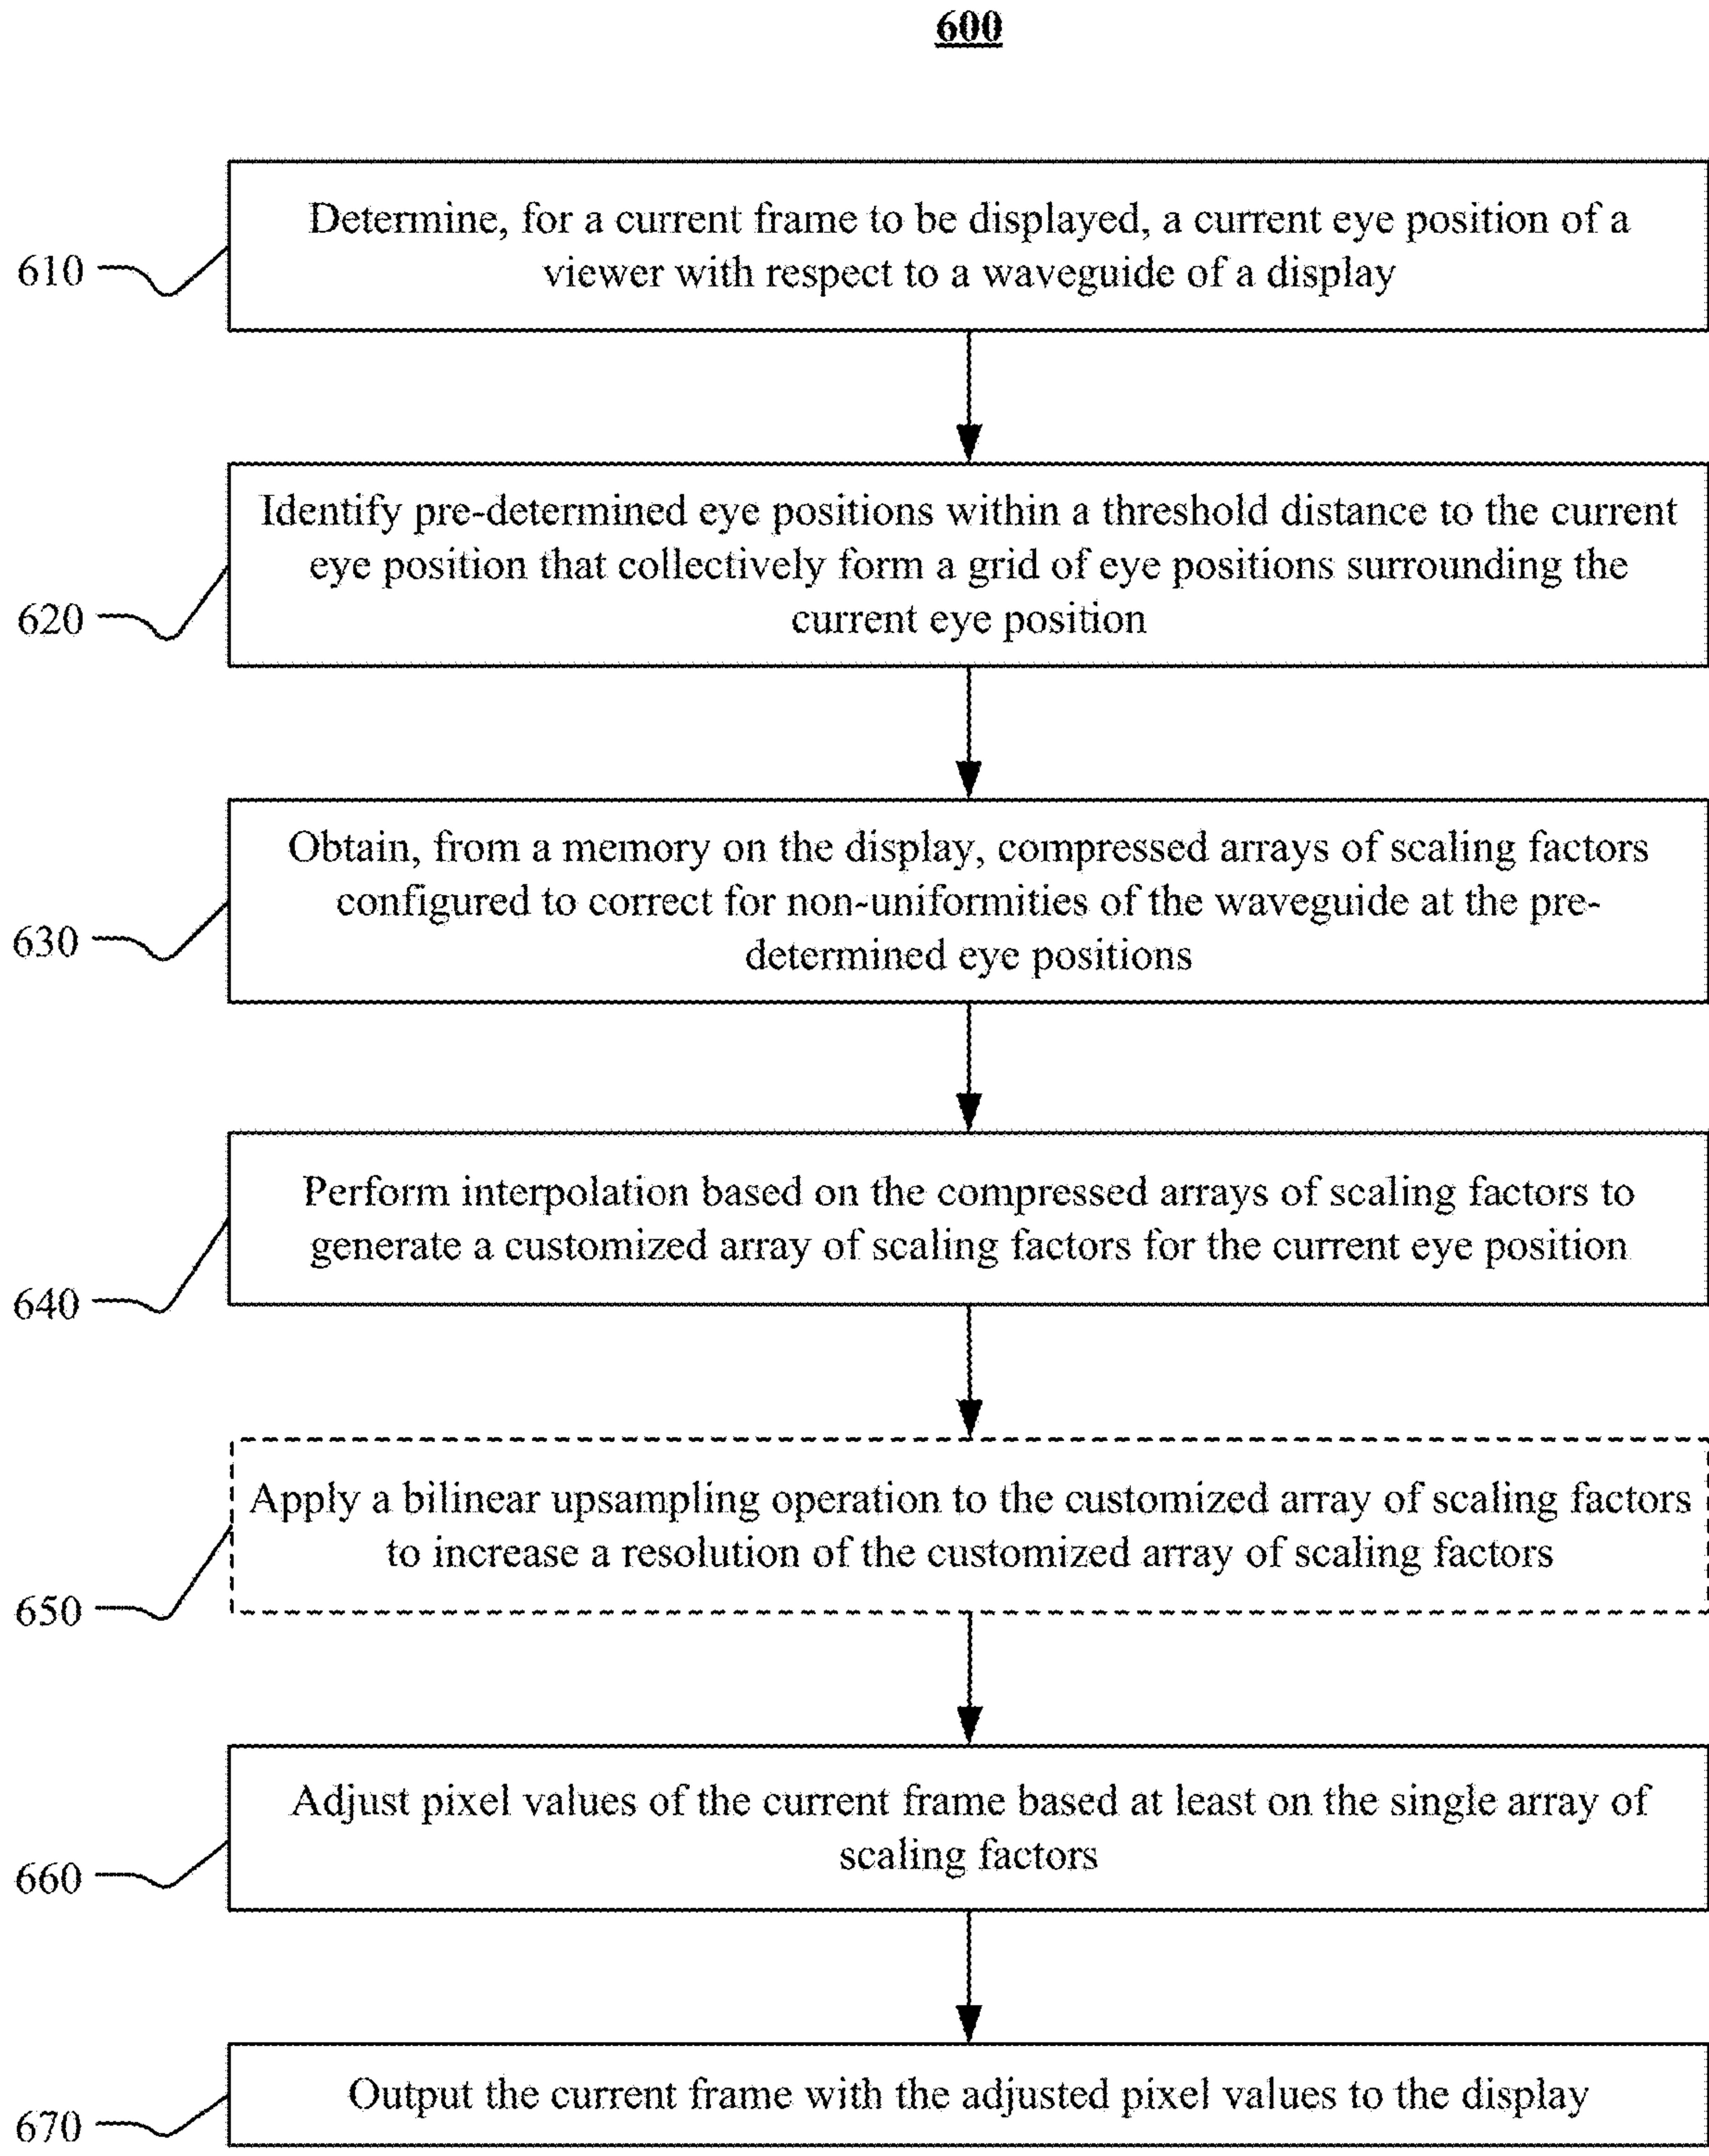 600
Determine, for a current frame to be displayed, a current eye position of a
viewer with respect to a waveguide of a display
610
Identify pre-determined eye positions within a threshold distance to the current
eye position that collectively form a grid of eye positions surrounding the
current eye position
620
Obtain, from a memory on the display, compressed arrays of scaling factors
configured to correct for non-uniformities of the waveguide at the pre-
determined eye positions
630
Perform interpolation based on the compressed arrays of scaling factors to
generate a customized array of scaling factors for the current eye position
640
Apply a bilinear upsampling operation to the customized array of scaling factors
to increase a resolution of the customized array of scaling factors
650
Adjust pixel values of the current frame based at least on the single array of
scaling factors
660
Output the current frame with the adjusted pixel values to the display
670